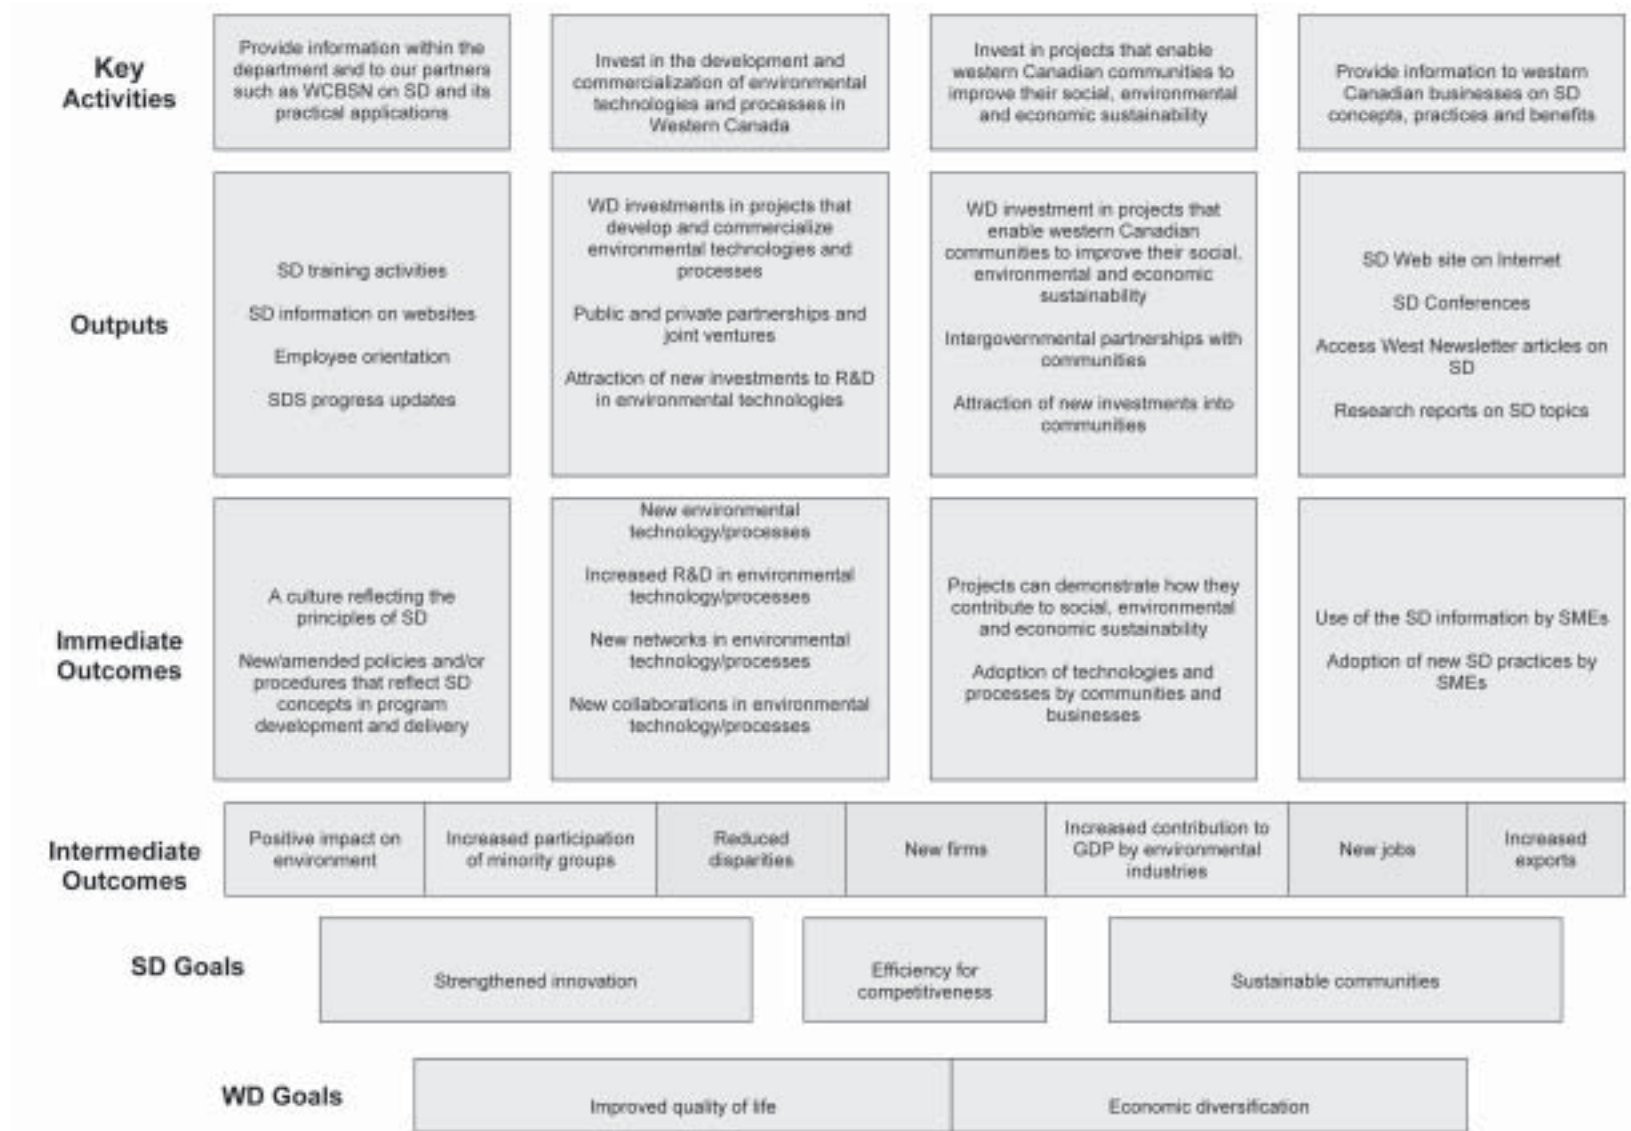 Key
Activities
Provide information within the
department and to our partners
such as WCBSN on SD and its
practical applications
Invest in the development and
commercialization of environmental
technologies and processes in
Western Canada
Invest in projects that enable
western Canadian communities to
improve their social, environmental
and economic sustainability
Provide information to western
Canadian businesses on SD
concepts, practices and benefits
Outputs
SD training activities
SD information on websites
Employee orientation
SDS progress updates
WD investments in projects that
develop and commercialize
environmental technologies and
processes
Public and private partnerships and
joint ventures
Attraction of new investments to R&D
in environmental technologies
WD investment in projects that
enable western Canadian
communities to improve their social,
environmental and economic
sustainability
Intergovernmental partnerships with
communities
Attraction of new investments into
communities
SD Web site on Internet
SD Conferences
Access West Newsletter articles on
SD
Research reports on SD topics
Immediate
Outcomes
A culture reflecting the
principles of SD
New/amended policies and/or
procedures that reflect SD
concepts in program
development and delivery
New environmental
technology/processes
Increased R&D in environmental
technology/processes
New networks in environmental
technology/processes
New collaborations in environmental
technology/processes
Projects can demonstrate how they
contribute to social, environmental
and economic sustainability
Adoption of technologies and
processes by communities and
businesses
Use of the SD information by SMEs
Adoption of new SD practices by
SMEs
Intermediate
Outcomes
Positive impact on
environment
Increased participation
of minority groups
Reduced
disparities
New firms
Increased contribution to
GDP by environmental
industries
New jobs
Increased
exports
SD Goals
Strengthened innovation
Efficiency for
competitiveness
Sustainable communities
WD Goals
Improved quality of life
Economic diversification